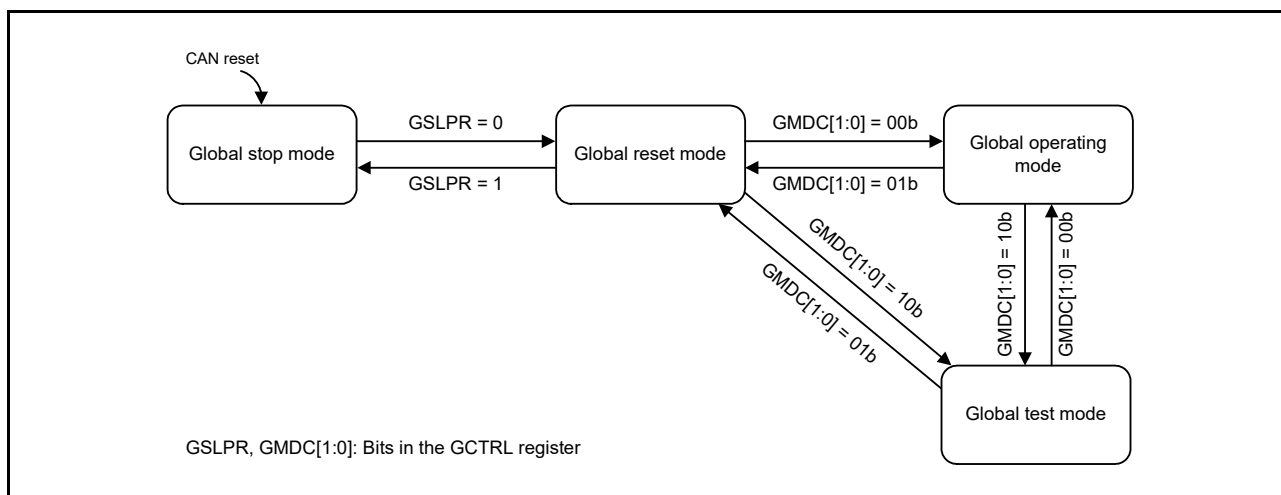 CAN reset
GSLPR = 0
GMDC[1:0] = 00b
Global stop mode
Global reset mode
Global operating
mode
GSLPR = 1
GMDC[1:0] = 01b
GMDC[1:0] = 10b
GMDC[1:0] = 01b
GMDC[1:0] = 10b
GMDC[1:0] = 00b
Global test mode
GSLPR, GMDC[1:0]: Bits in the GCTRL register